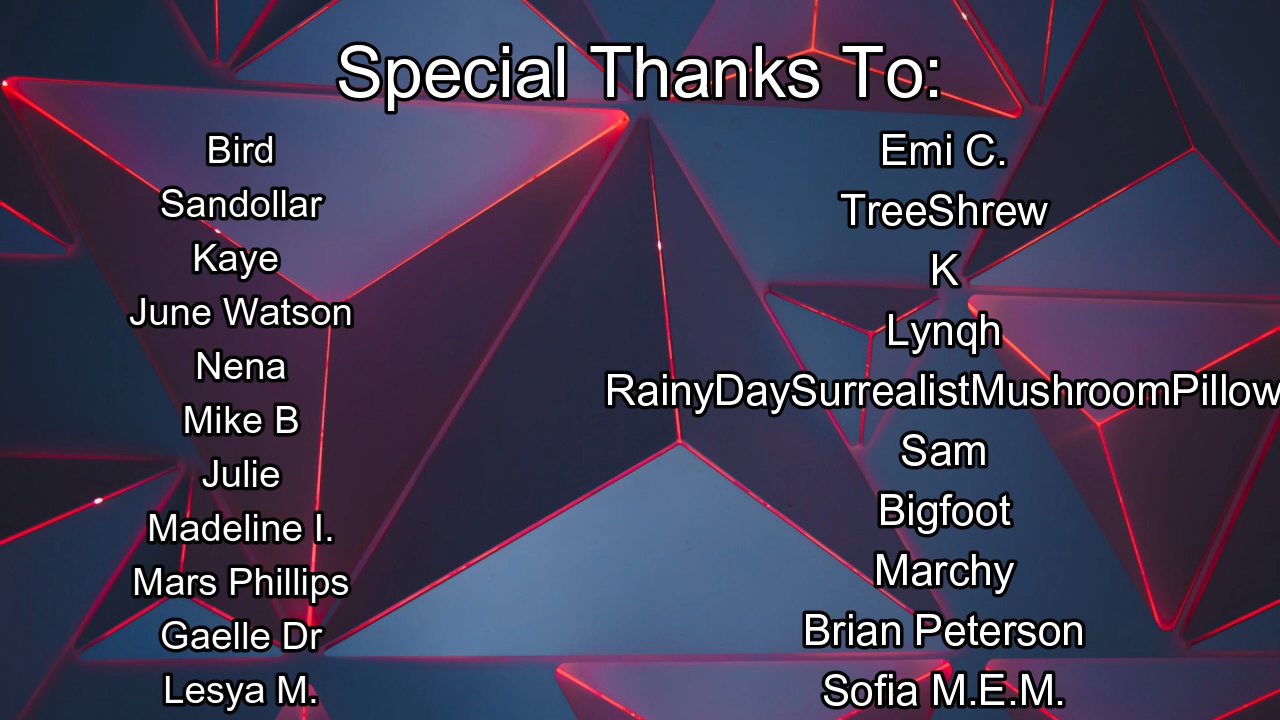 Special Thanks To:
Bird
Sandollar
Kaye
June Watson
Nena
Mike B
Julie
Madeline I.
Mars Phillips
Gaelle Dr
Lesya M.
Emi C.
TreeShrew
K
Lynqh
RainyDaySurrealistMushroomPillow
Sam
Bigfoot
Marchy
Brian Peterson
Sofia M.E.M.